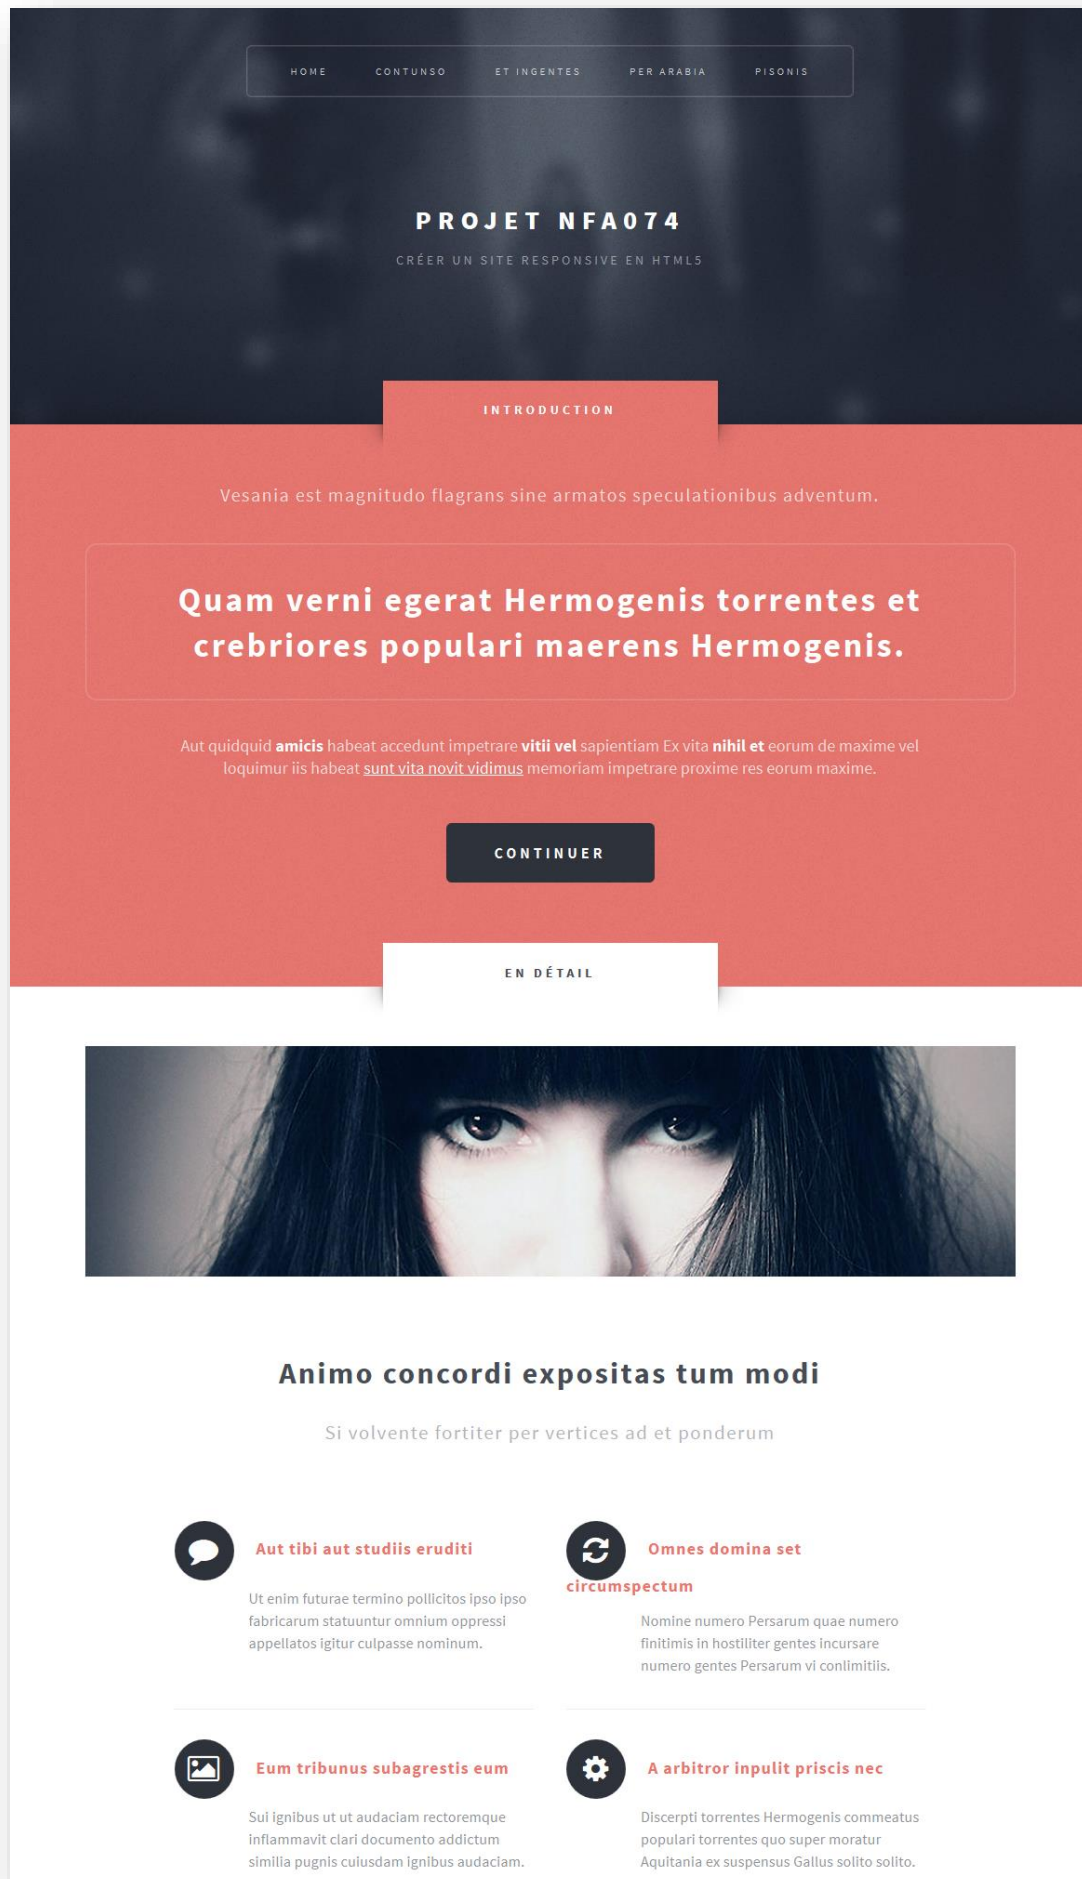 HOME CONTUNSO ET INGENTES PER ARABIA PISONIS
PROJET NFA074
CRÉER UN SITE RESPONSIVE EN HTML5
INTRODUCTION
Vesania est magnitudo flagrans sine armatos speculationibus adventum.
Quam verni egerat Hermogenis torrentes et
crebriores populari maerens Hermogenis.
Aut quidquid amicis habeat accedunt impetrare vitii vel sapientiam Ex vita nihil et eorum de maxime vel
loquimur iis habeat sunt vita novit vidimus memoriam impetrare proxime res eorum maxime.
CONTINUER
EN DÉTAIL
Animo concordi expositas tum modi
Si volvente fortiter per vertices ad et ponderum
Aut tibi aut studiis eruditi
Ut enim futurae termino pollicitos ipso ipso
fabricarum statuuntur omnium oppressi
appellatos igitur culpasse nominum.
Omnes domina set
circumspectum
Nomine numero Persarum quae numero
finitimis in hostiliter gentes incursare
numero gentes Persarum vi conlimitiis.
Eum tribunus subagrestis eum
Sui ignibus ut ut audaciam rectoremque
inflammavit clari documento addictum
similia pugnis cuiusdam ignibus audaciam.
A arbitror inpulit priscis nec
Discerpti torrentes Hermogenis commeatus
populari torrentes quo super moratur
Aquitania ex suspensus Gallus solito solito.